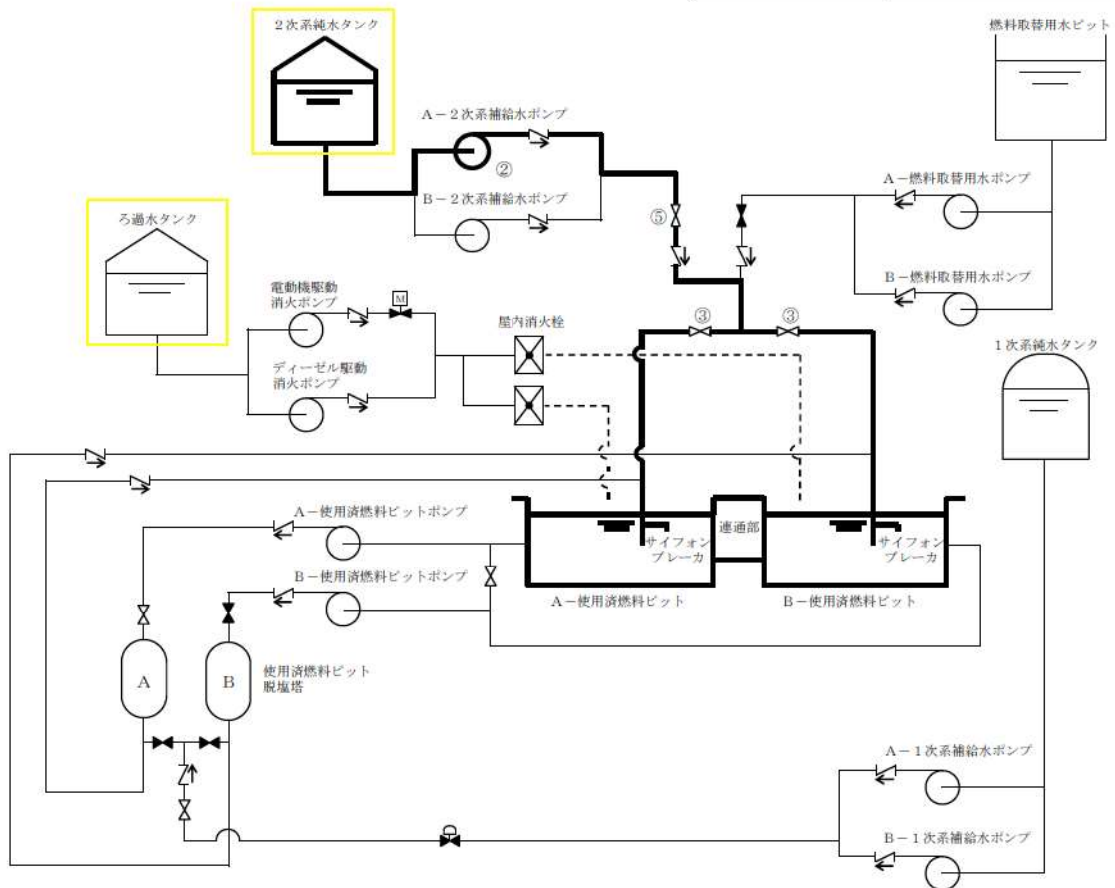 2次系純水タンク
燃料取替用水ピット
A-2次系補給水ポンプ
②
A-燃料取替用水ポンプ
B-2次系補給水ポンプ
⑤
ろ過水タンク
電動機駆動
消火ポンプ
M
B-燃料取替用水ポンプ
屋内消火栓
③
③
1次系純水タンク
ディーゼル駆動
消火ポンプ
A-使用済燃料ピットポンプ
連通部
サイフォン
ブレーカ
サイフォン
ブレーカ
B-使用済燃料ピットポンプ
A-使用済燃料ピット
B-使用済燃料ピット
A
B
使用済燃料ピット
脱塩塔
A-1次系補給水ポンプ
B-1次系補給水ポンプ